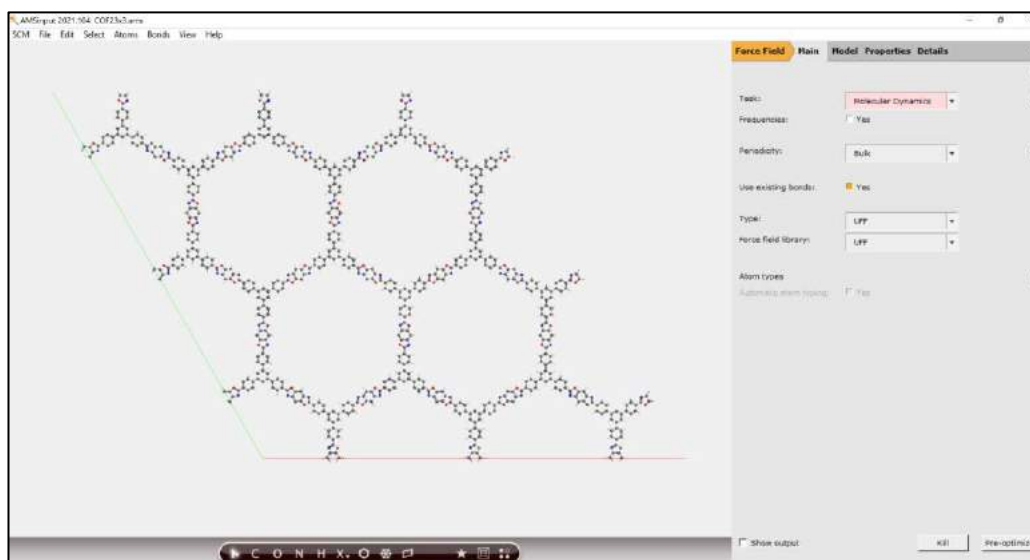 AMSinput 2021.104: COF23x3.ams
SCM File Edit Select Atoms Bonds View Help
Force Field Main Model Properties Details
Task: Molecular Dynamics
Frequencies: Yes
Periodicity: Bulk
Use existing bonds: Yes
Type: UFF
Force field library: UFF
Atom types
Automatic atom typing: Yes
C O N H X
Show output Kill Pre-optimiz